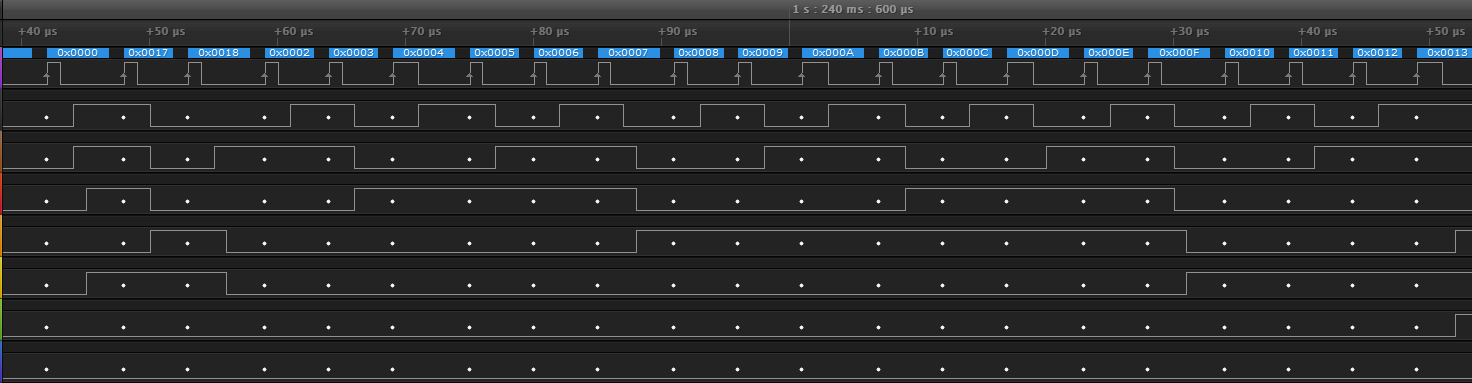 1 s : 240 ms : 600 µs
+40 µs +50 µs +60 µs +70 µs +80 µs +90 µs +10 µs +20 µs +30 µs +40 µs +50 µs
0x0000 0x0017 0x0018 0x0002 0x0003 0x0004 0x0005 0x0006 0x0007 0x0008 0x0009 0x000A 0x000B 0x000C 0x000D 0x000E 0x000F 0x0010 0x0011 0x0012 0x0013